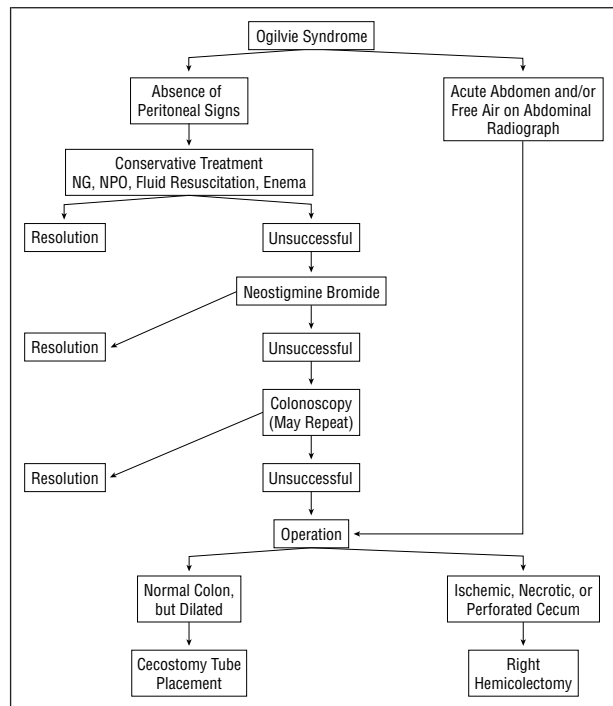 Ogilvie Syndrome
Absence of
Peritoneal Signs
Acute Abdomen and/or
Free Air on Abdominal
Radiograph
Conservative Treatment
NG, NPO, Fluid Resuscitation, Enema
Resolution
Unsuccessful
Neostigmine Bromide
Resolution
Unsuccessful
Colonoscopy
(May Repeat)
Resolution
Unsuccessful
Operation
Normal Colon,
but Dilated
Ischemic, Necrotic, or
Perforated Cecum
Cecostomy Tube
Placement
Right
Hemicolectomy